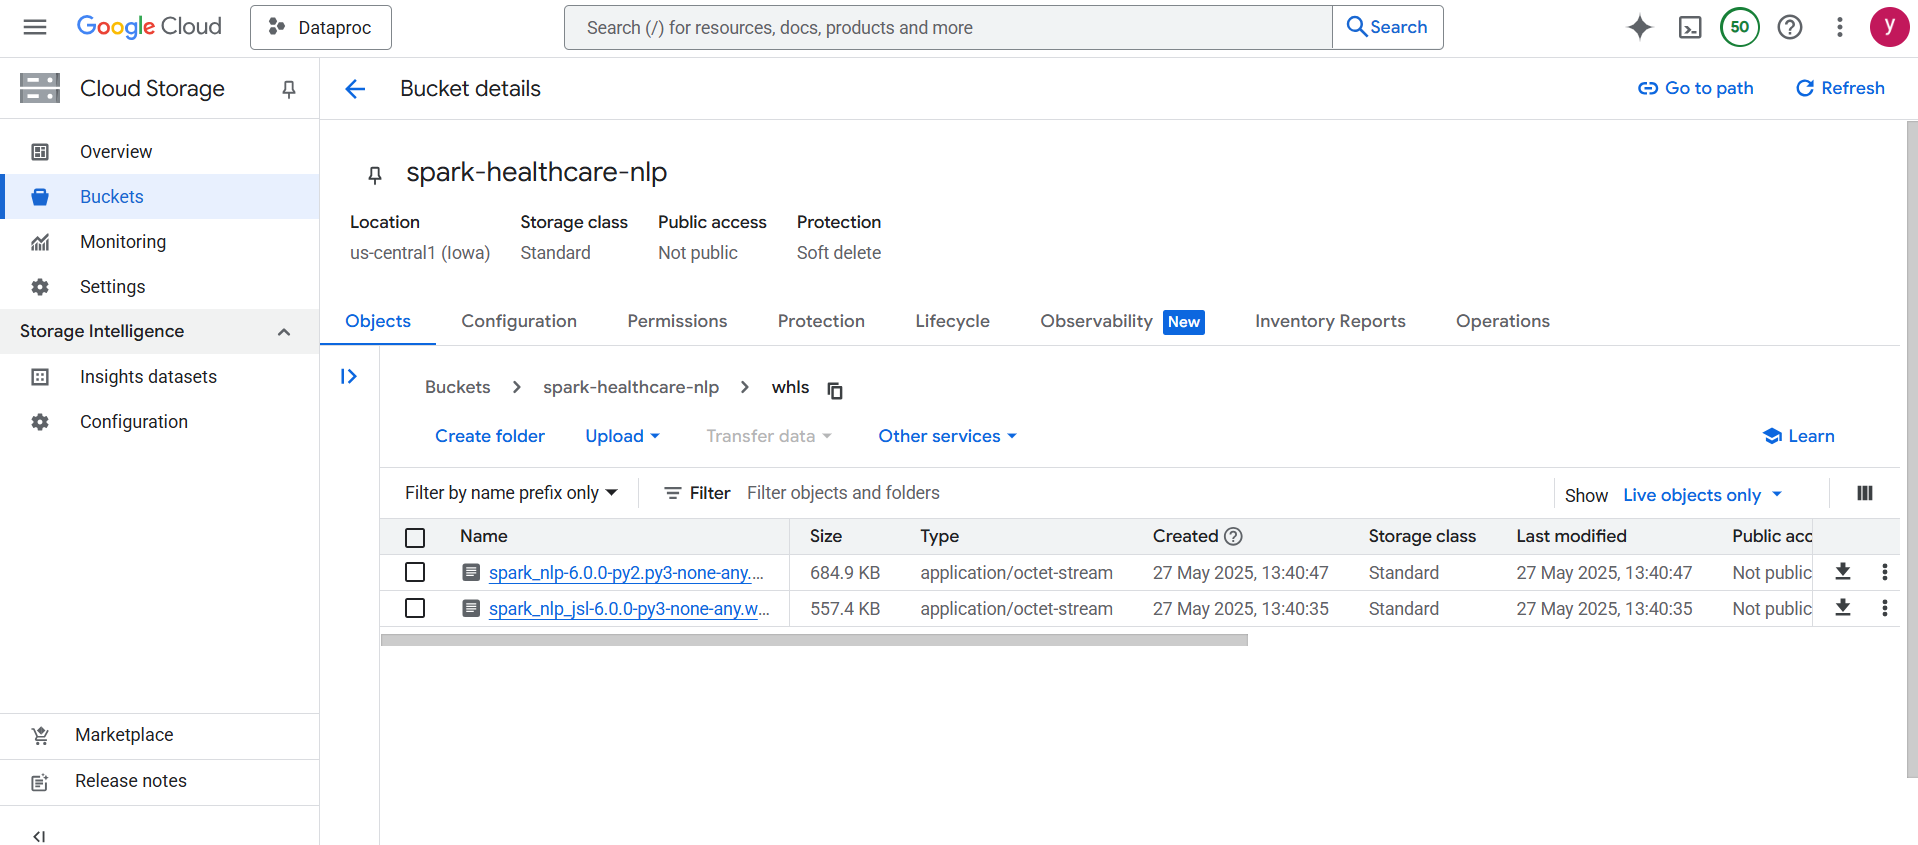 Google Cloud
Dataproc
Search (/) for resources, docs, products and more
Search
50
y
Cloud Storage
Bucket details
Go to path
Refresh
Overview
Buckets
Monitoring
Settings
Storage Intelligence
Insights datasets
Configuration
Marketplace
Release notes
spark-healthcare-nlp
Location Storage class Public access Protection
us-central1 (Iowa) Standard Not public Soft delete
Objects Configuration Permissions Protection Lifecycle Observability New Inventory Reports Operations
Buckets spark-healthcare-nlp whls
Create folder Upload Transfer data Other services Learn
Filter by name prefix only Filter Filter objects and folders Show Live objects only
Name Size Type Created Storage class Last modified Public acc
spark_nlp-6.0.0-py2.py3-none-any.... 684.9 KB application/octet-stream 27 May 2025, 13:40:47 Standard 27 May 2025, 13:40:47 Not public
spark_nlp_jsl-6.0.0-py3-none-any.w... 557.4 KB application/octet-stream 27 May 2025, 13:40:35 Standard 27 May 2025, 13:40:35 Not public